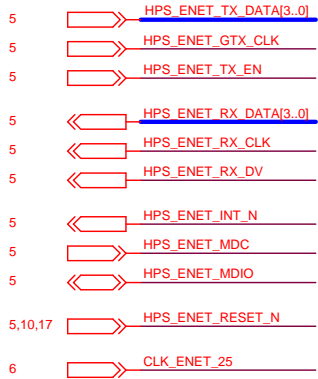 5 HPS_ENET_TX_DATA[3..0]
5 HPS_ENET_GTX_CLK
5 HPS_ENET_TX_EN
5 HPS_ENET_RX_DATA[3..0]
5 HPS_ENET_RX_CLK
5 HPS_ENET_RX_DV
5 HPS_ENET_INT_N
5 HPS_ENET_MDC
5 HPS_ENET_MDIO
5,10,17 HPS_ENET_RESET_N
6 CLK_ENET_25